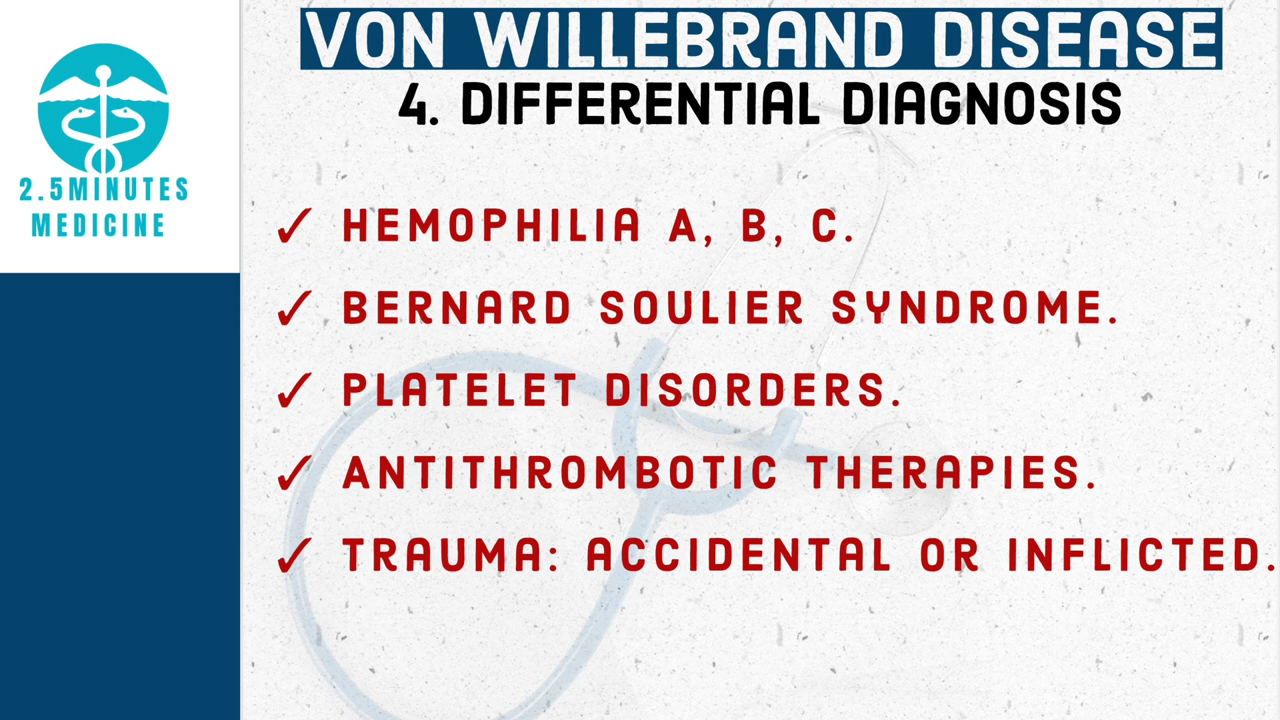 2.5MINUTES
MEDICINE
VON WILLEBRAND DISEASE
4. DIFFERENTIAL DIAGNOSIS
✓ HEMOPHILIA A, B, C.
✓ BERNARD SOULIER SYNDROME.
✓ PLATELET DISORDERS.
✓ ANTITHROMBOTIC THERAPIES.
✓ TRAUMA: ACCIDENTAL OR INFLICTED.